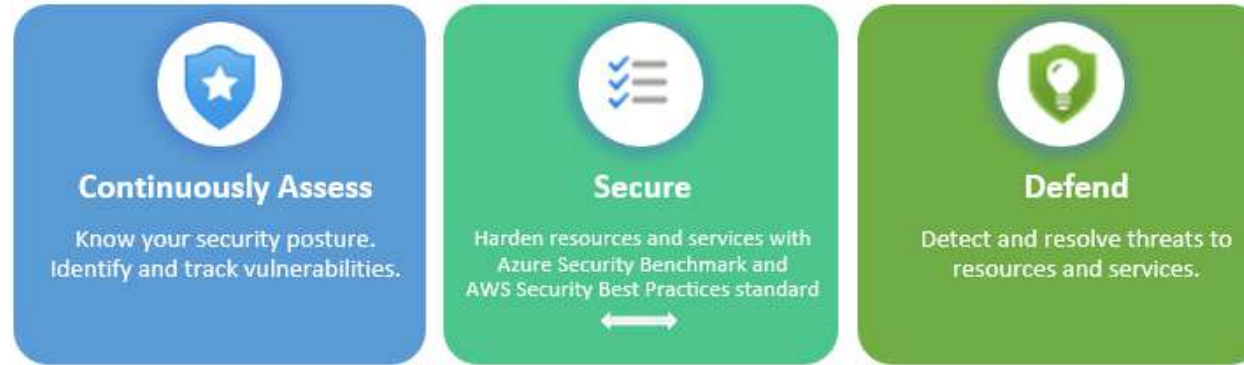 Continuously Assess
Know your security posture.
Identify and track vulnerabilities.
Secure
Harden resources and services with
Azure Security Benchmark and
AWS Security Best Practices standard
Defend
Detect and resolve threats to
resources and services.